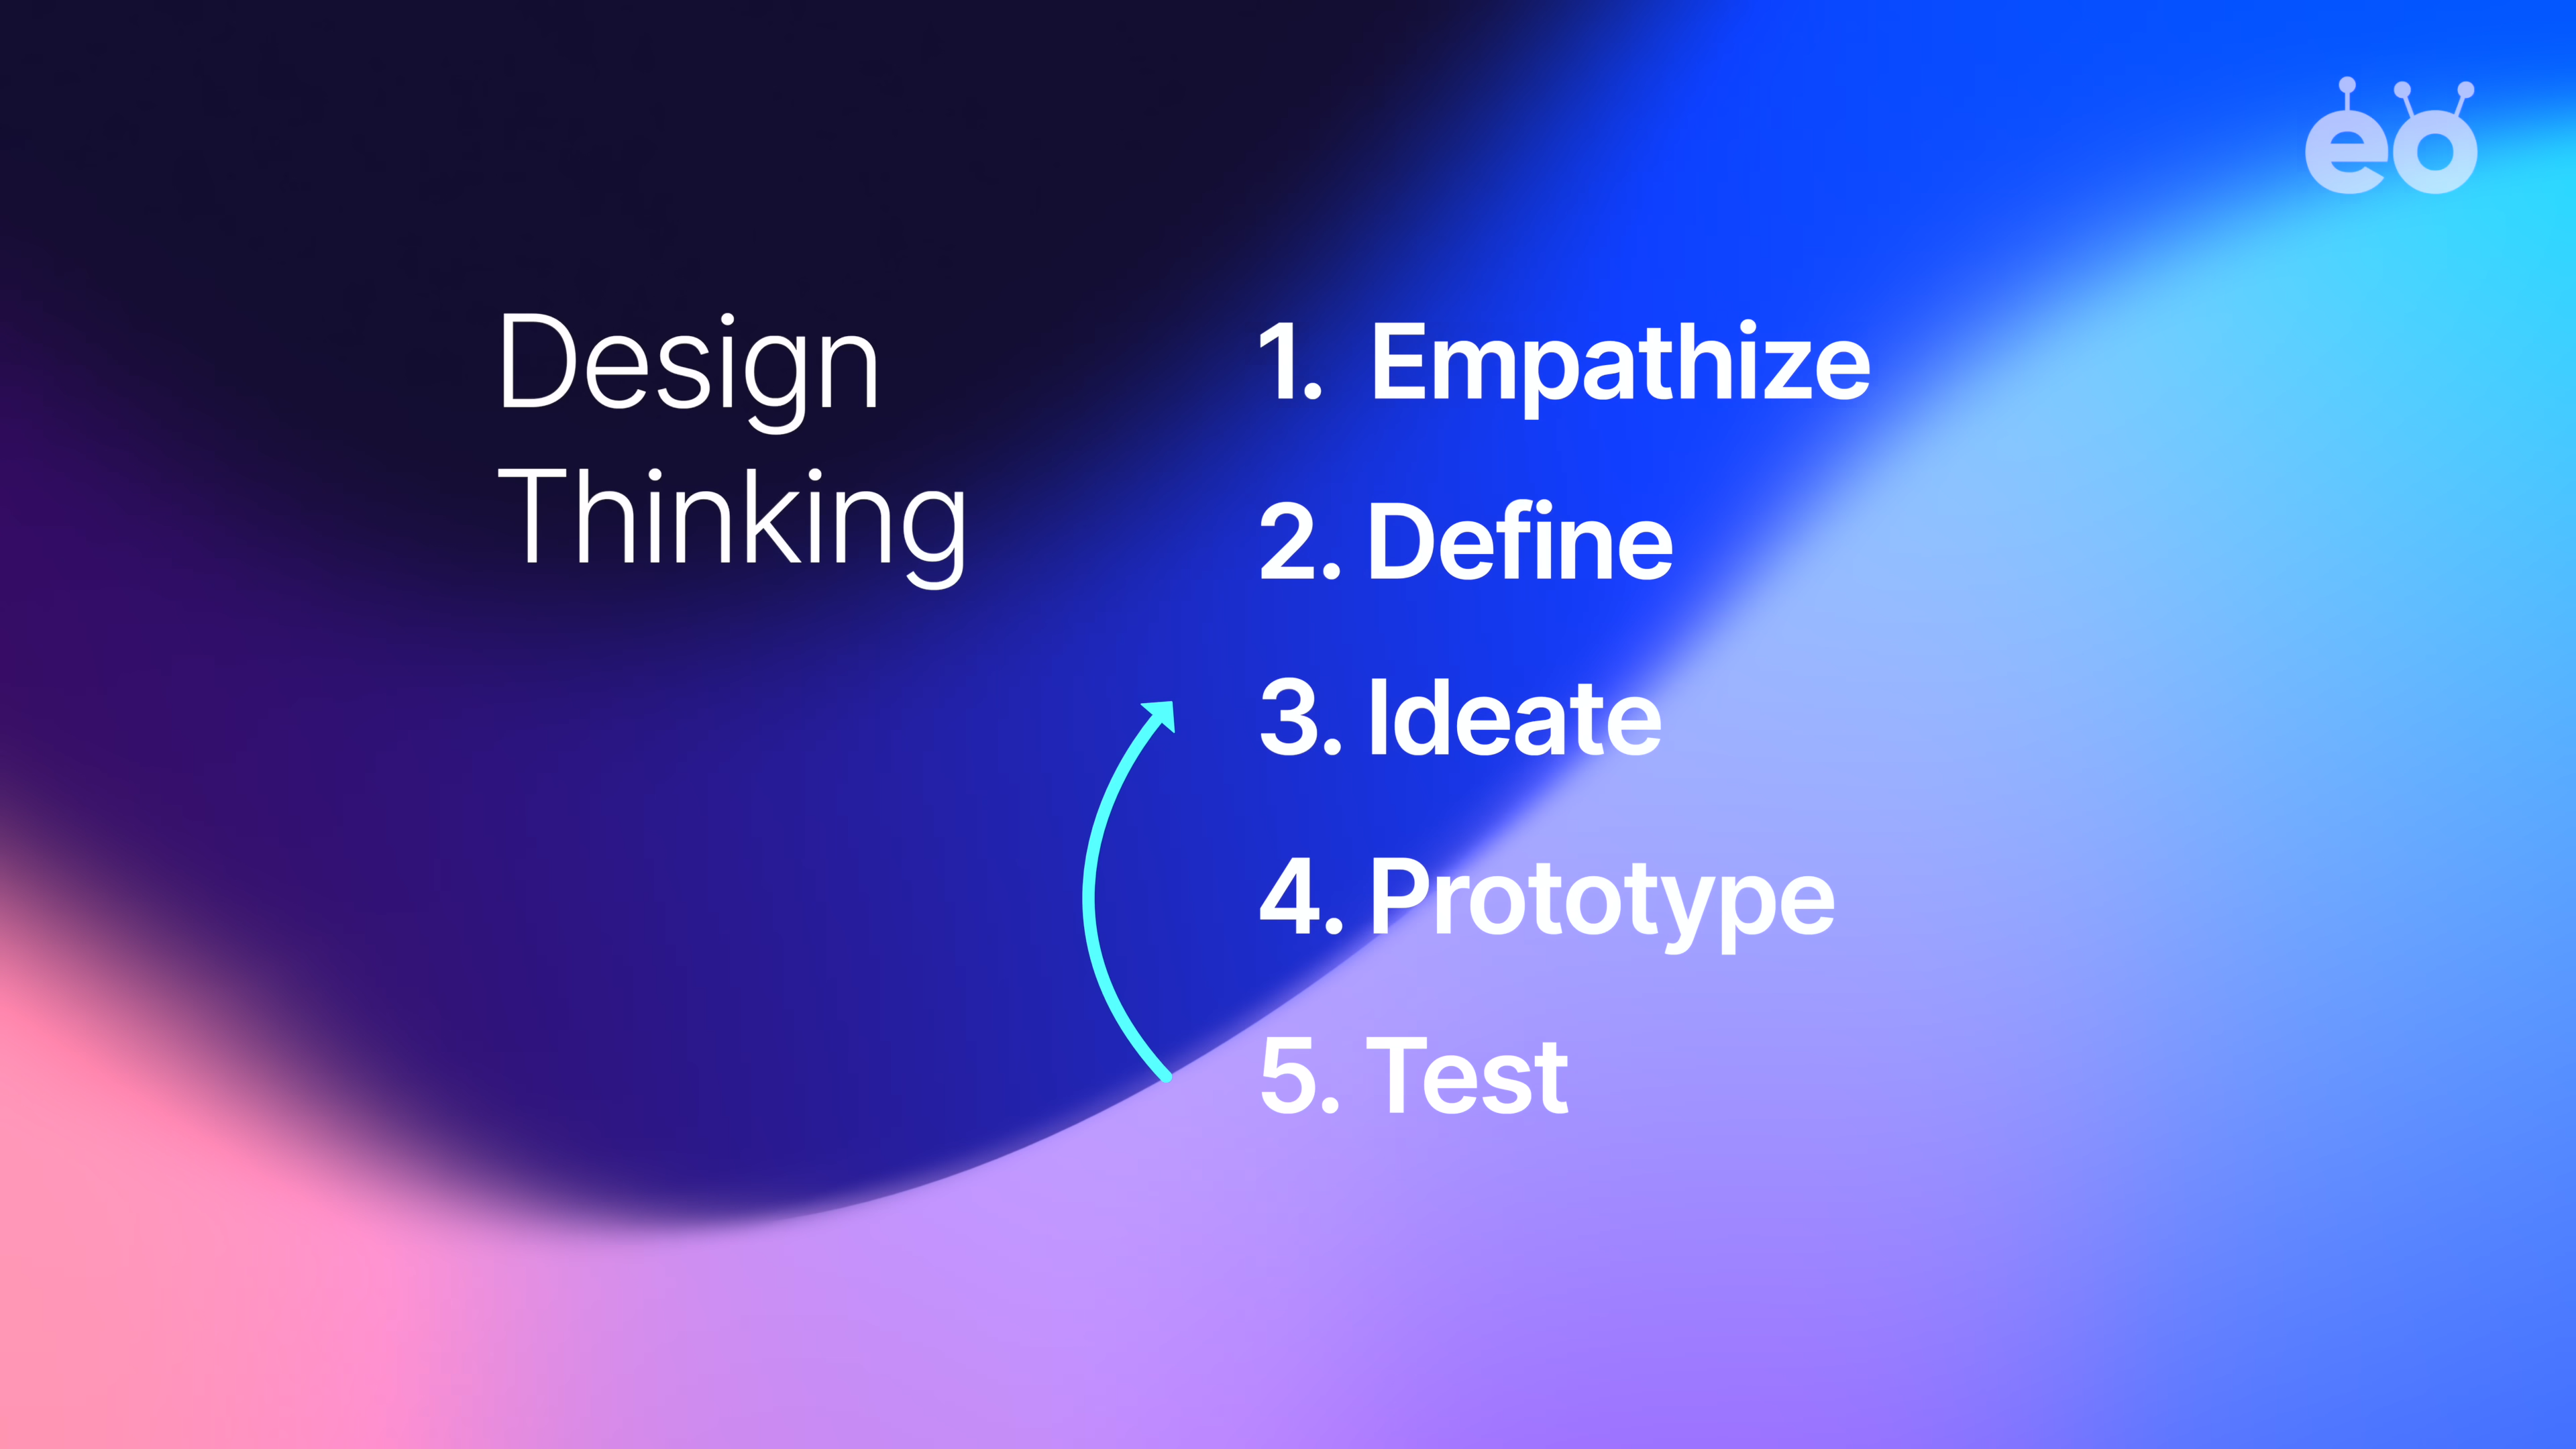 eo
Design
Thinking
1. Empathize
2. Define
3. Ideate
4. Prototype
5. Test